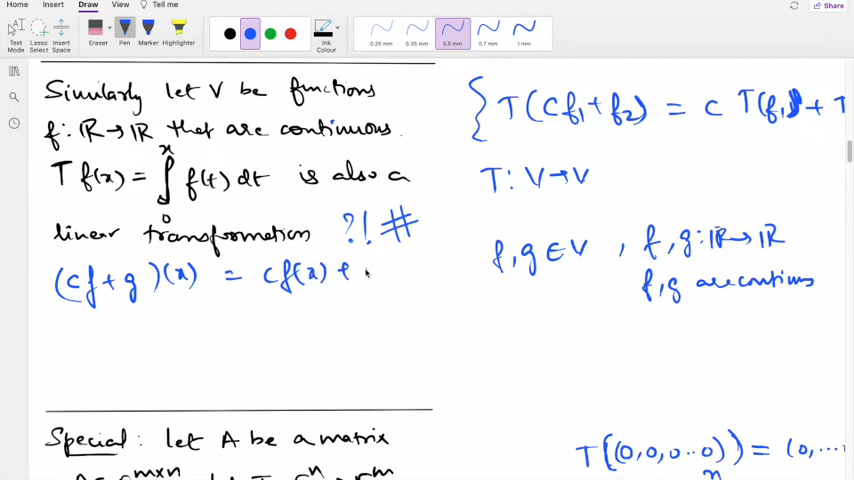 Home Insert Draw View Tell me
Share
Text Mode
Lasso Select
Insert Space
Eraser
Pen
Marker
Highlighter
Ink Colour
0.25 mm
0.35 mm
0.5 mm
0.7 mm
1 mm
Similarly let V be functions
f: ℝ→ℝ that are continuous.
T f(x) = ∫₀ˣ f(t) dt is also a
linear transformation ?! #
(cf+g)(x) = cf(x) +
{ T(cf₁+f₂) = c T(f₁) + T
T: V→V
f,g ∈ V , f,g: ℝ→ℝ
f,g are continuous
Special: let A be a matrix
T((0,0,0..0)) = (0,...
n